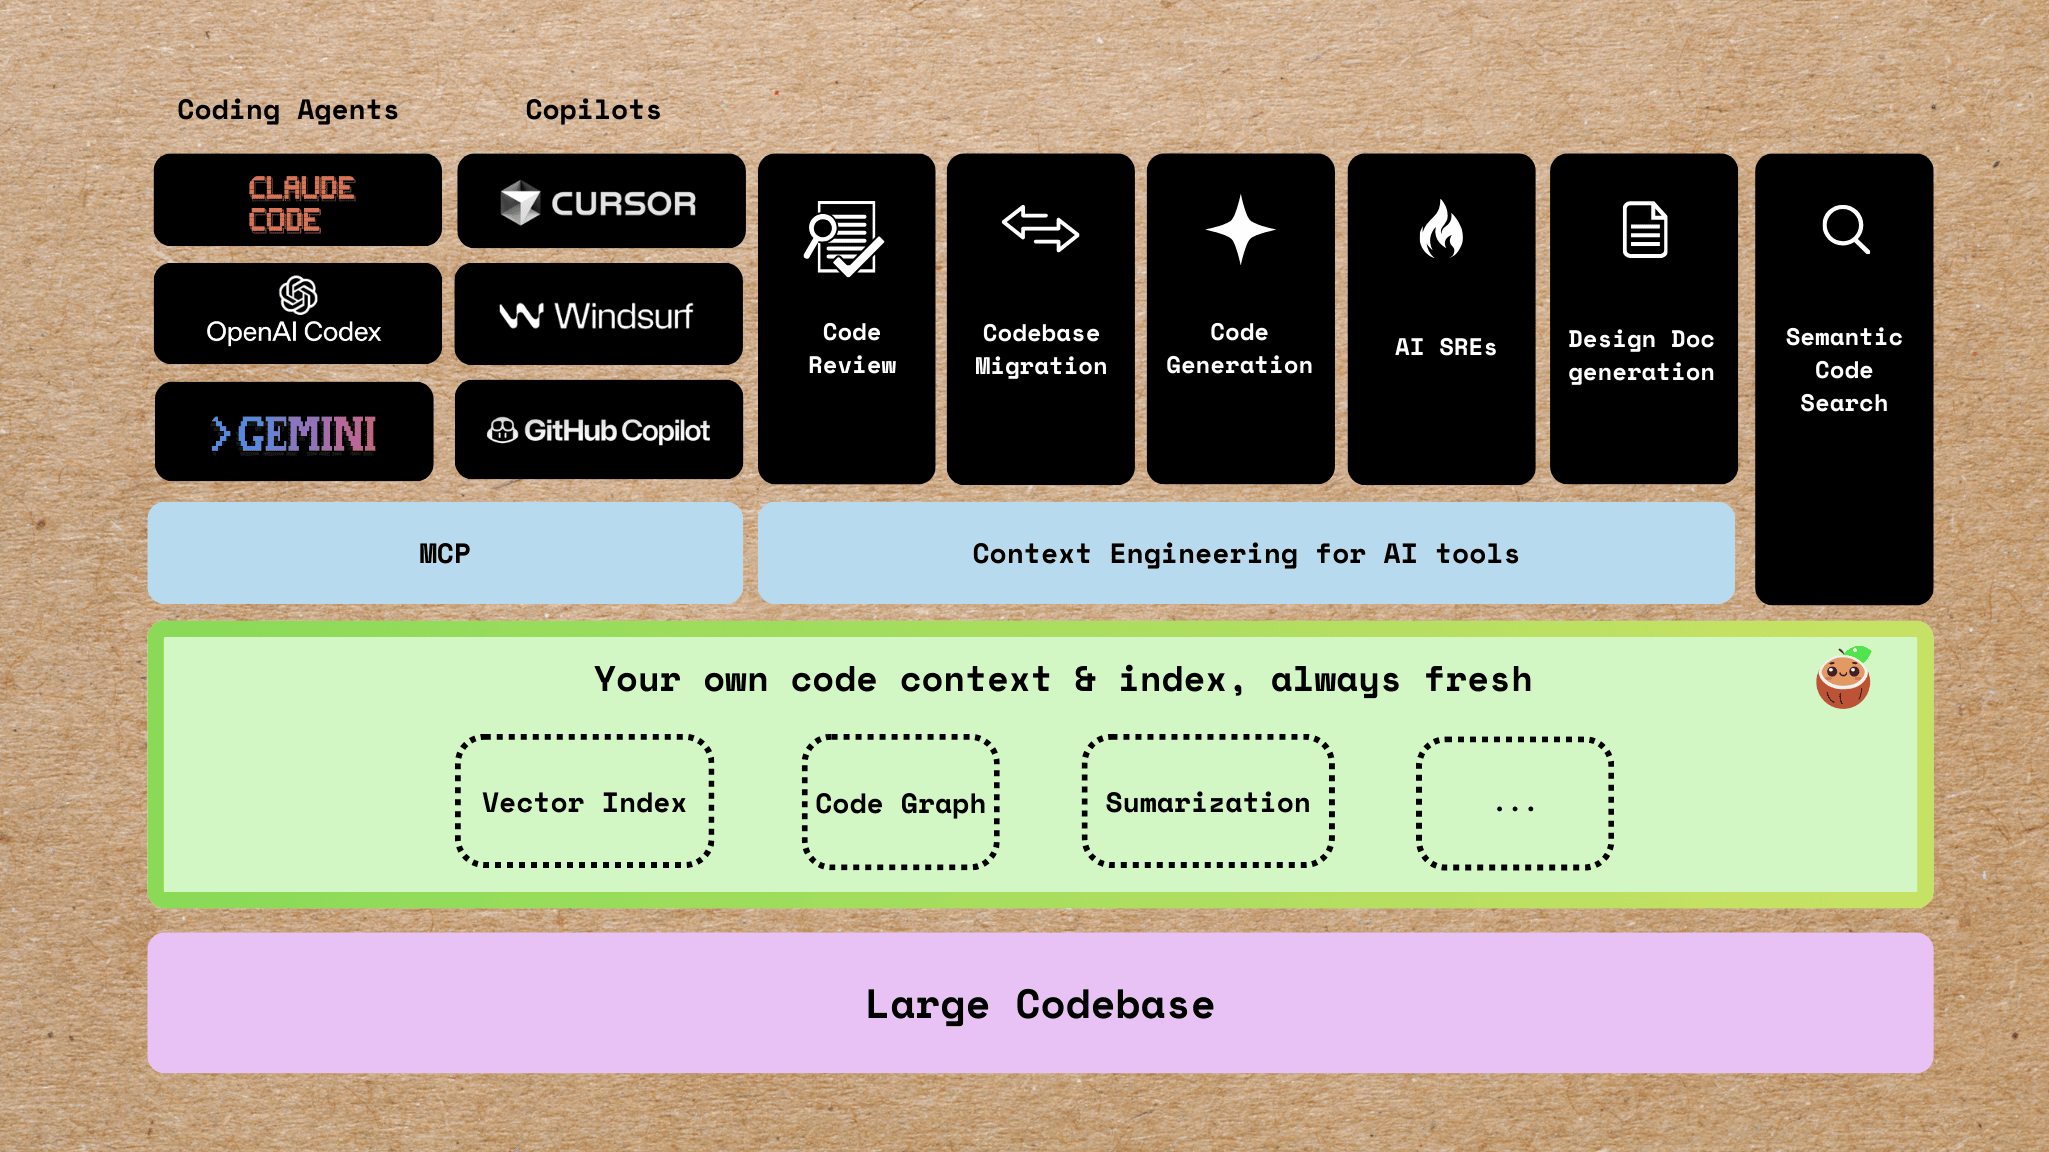 Coding Agents
Copilots
CLAUDE
CODE
CURSOR
OpenAI Codex
Windsurf
>GEMINI
GitHub Copilot
Code
Review
Codebase
Migration
Code
Generation
AI SREs
Design Doc
generation
Semantic
Code
Search
MCP
Context Engineering for AI tools
Your own code context & index, always fresh
Vector Index
Code Graph
Sumarization
...
Large Codebase